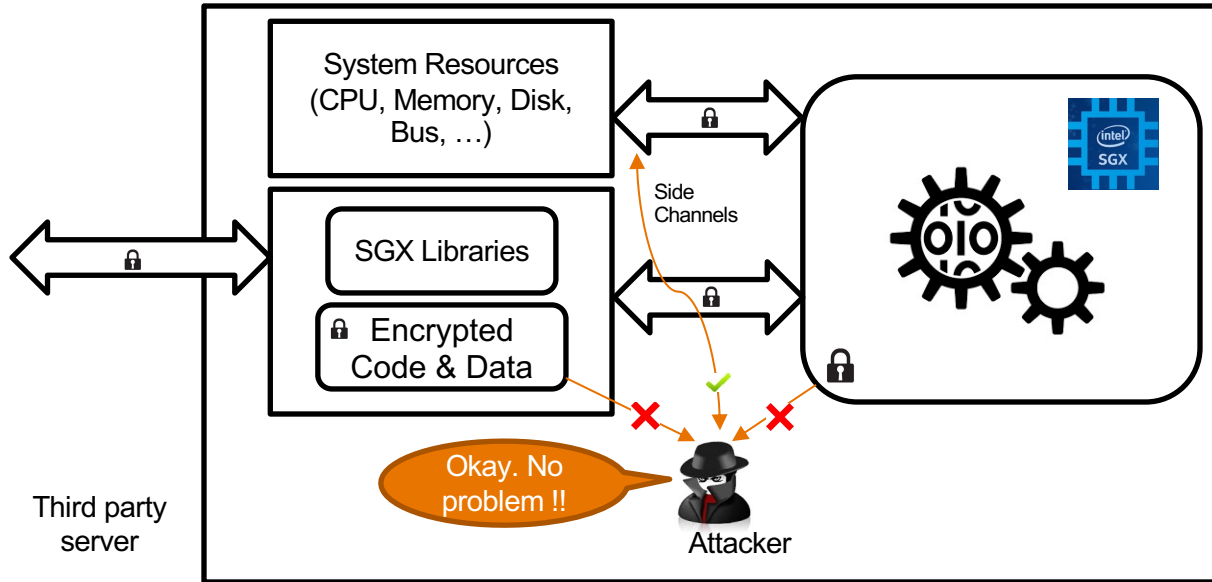 System Resources
(CPU, Memory, Disk,
Bus, …)
intel
SGX
Side
Channels
SGX Libraries
Encrypted
Code & Data
Okay. No
problem !!
Third party
server
Attacker